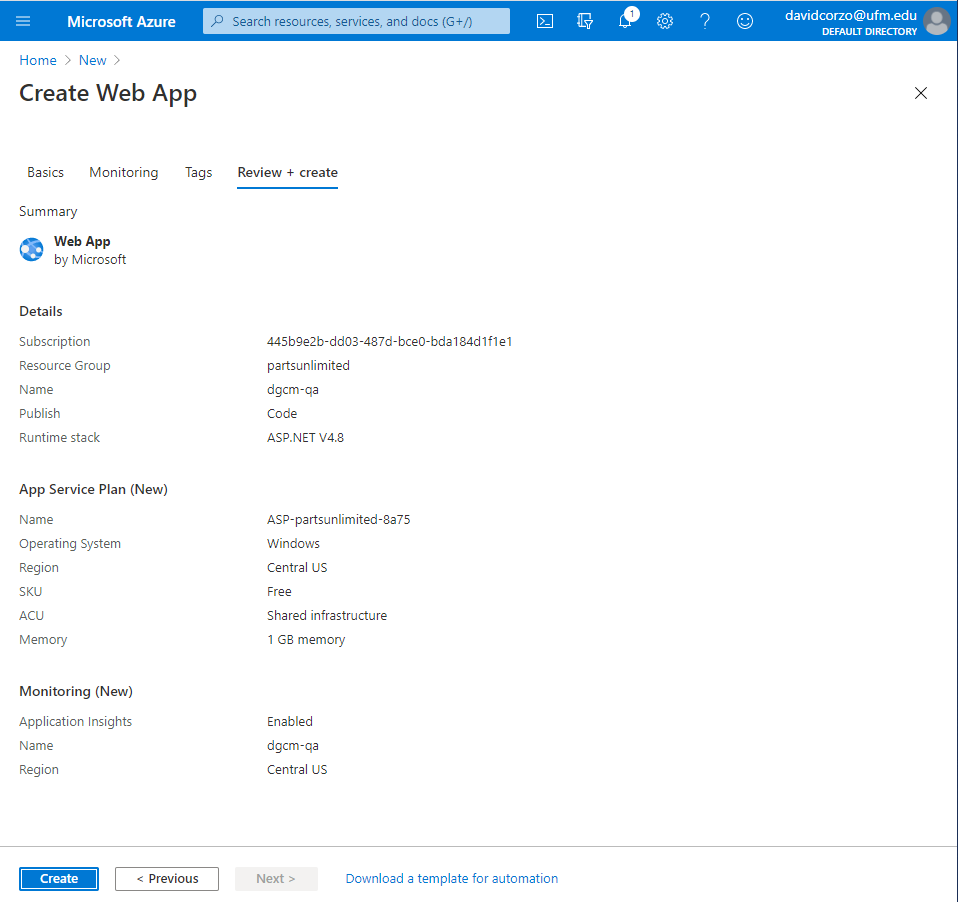 Microsoft Azure
Search resources, services, and docs (G+/)
1
davidcorzo@ufm.edu
DEFAULT DIRECTORY
Home > New >
Create Web App
Basics Monitoring Tags Review + create
Summary
Web App
by Microsoft
Details
Subscription 445b9e2b-dd03-487d-bce0-bda184d1f1e1
Resource Group partsunlimited
Name dgcm-qa
Publish Code
Runtime stack ASP.NET V4.8
App Service Plan (New)
Name ASP-partsunlimited-8a75
Operating System Windows
Region Central US
SKU Free
ACU Shared infrastructure
Memory 1 GB memory
Monitoring (New)
Application Insights Enabled
Name dgcm-qa
Region Central US
Create < Previous Next > Download a template for automation